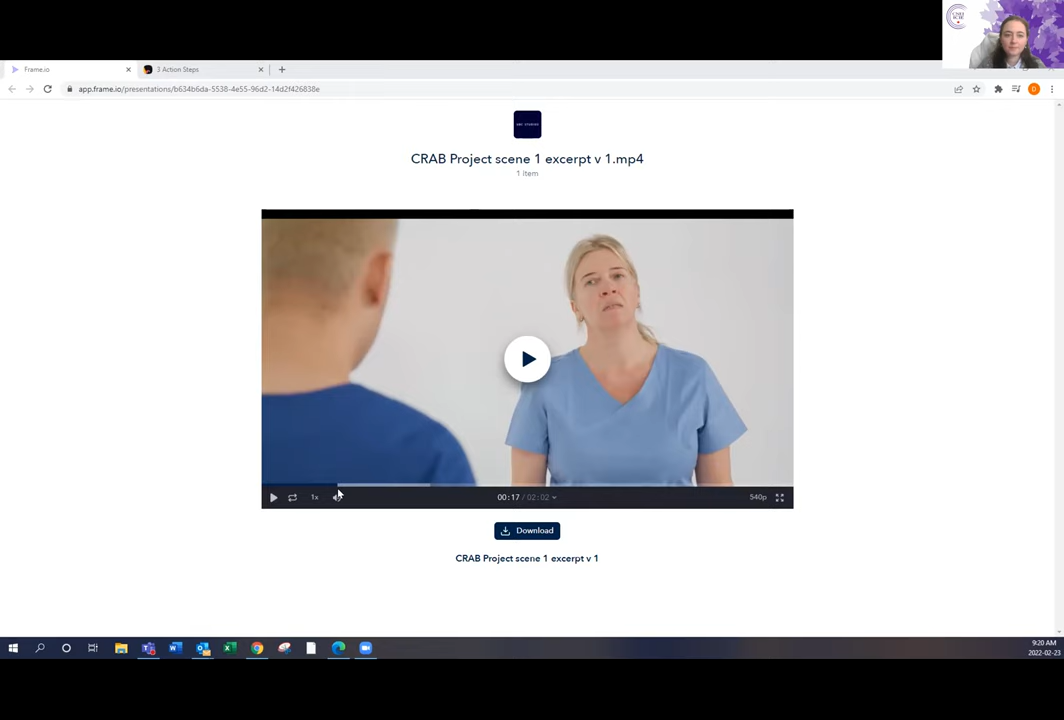 CNEI
ICIE
Frame.io
3 Action Steps
app.frame.io/presentations/b634b6da-5538-4e55-96d2-14d2f426838e
D
CRAB Project scene 1 excerpt v 1.mp4
1 item
1x
00:17 / 02:02
540p
Download
CRAB Project scene 1 excerpt v 1
9:20 AM
2022-02-23